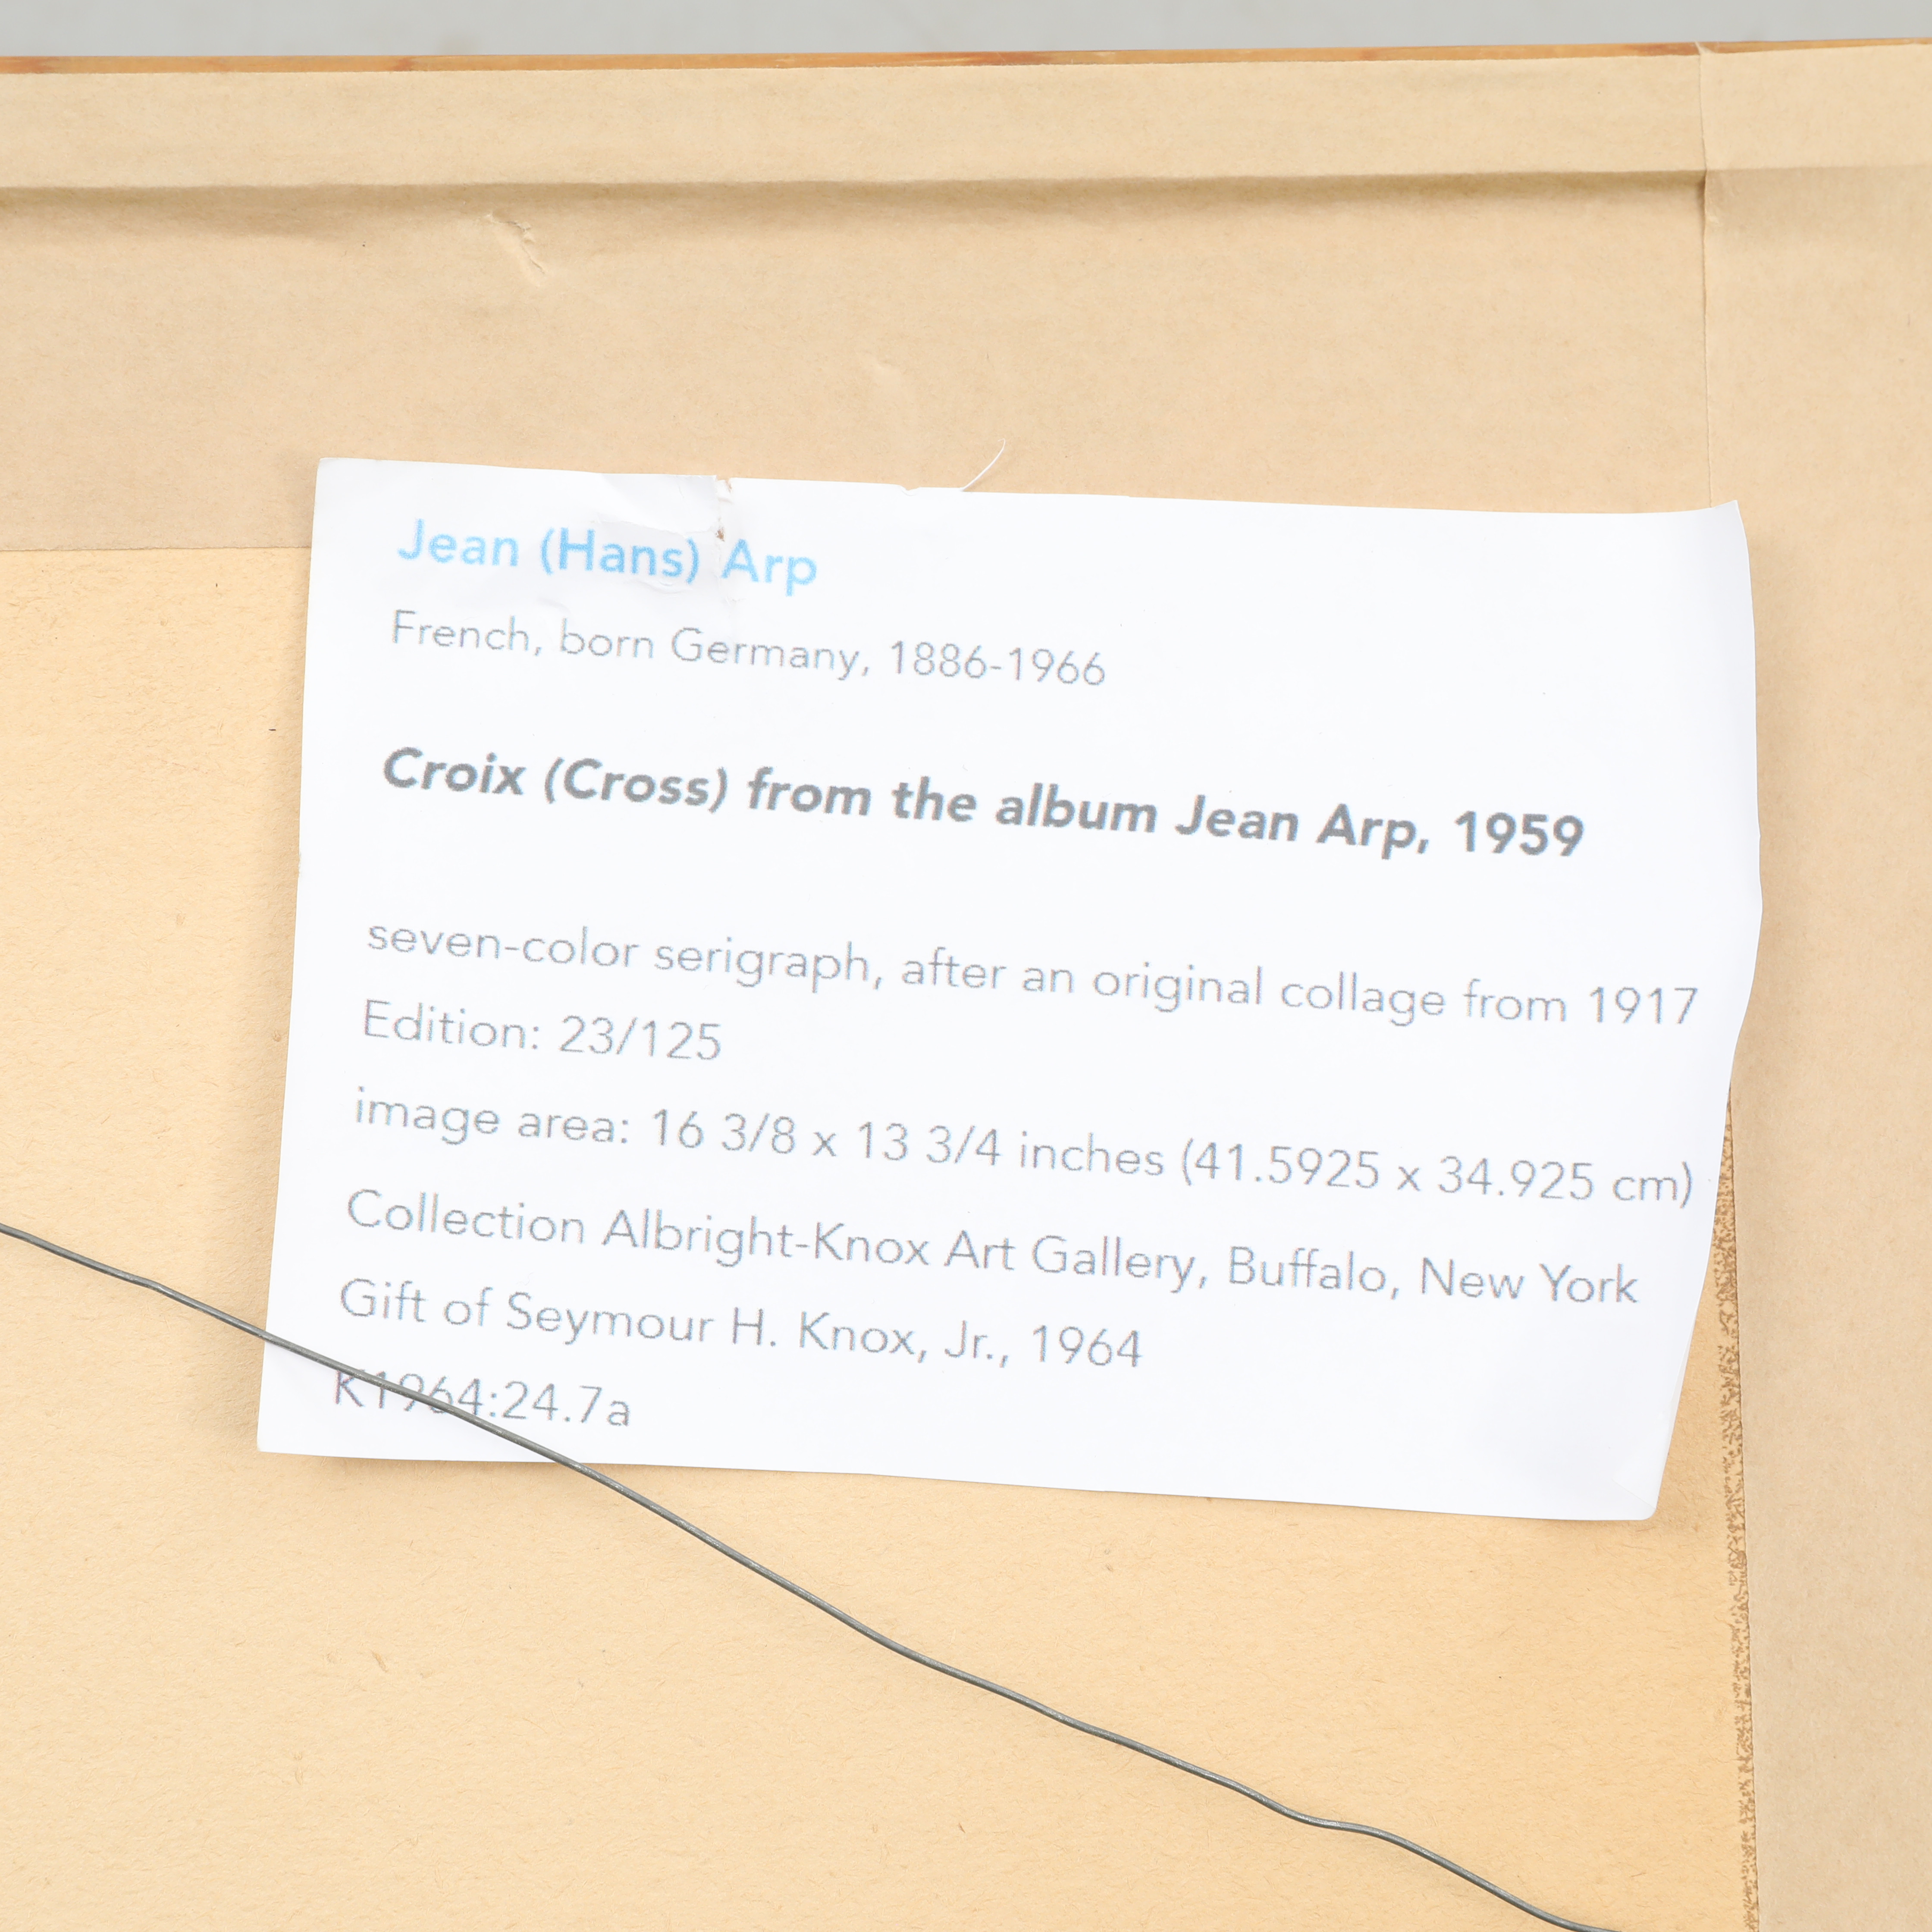 Jean (Hans) Arp
French, born Germany, 1886-1966
Croix (Cross) from the album Jean Arp, 1959
seven-color serigraph, after an original collage from 1917
Edition: 23/125
image area: 16 3/8 x 13 3/4 inches (41.5925 x 34.925 cm)
Collection Albright-Knox Art Gallery, Buffalo, New York
Gift of Seymour H. Knox, Jr., 1964
K1964:24.7a